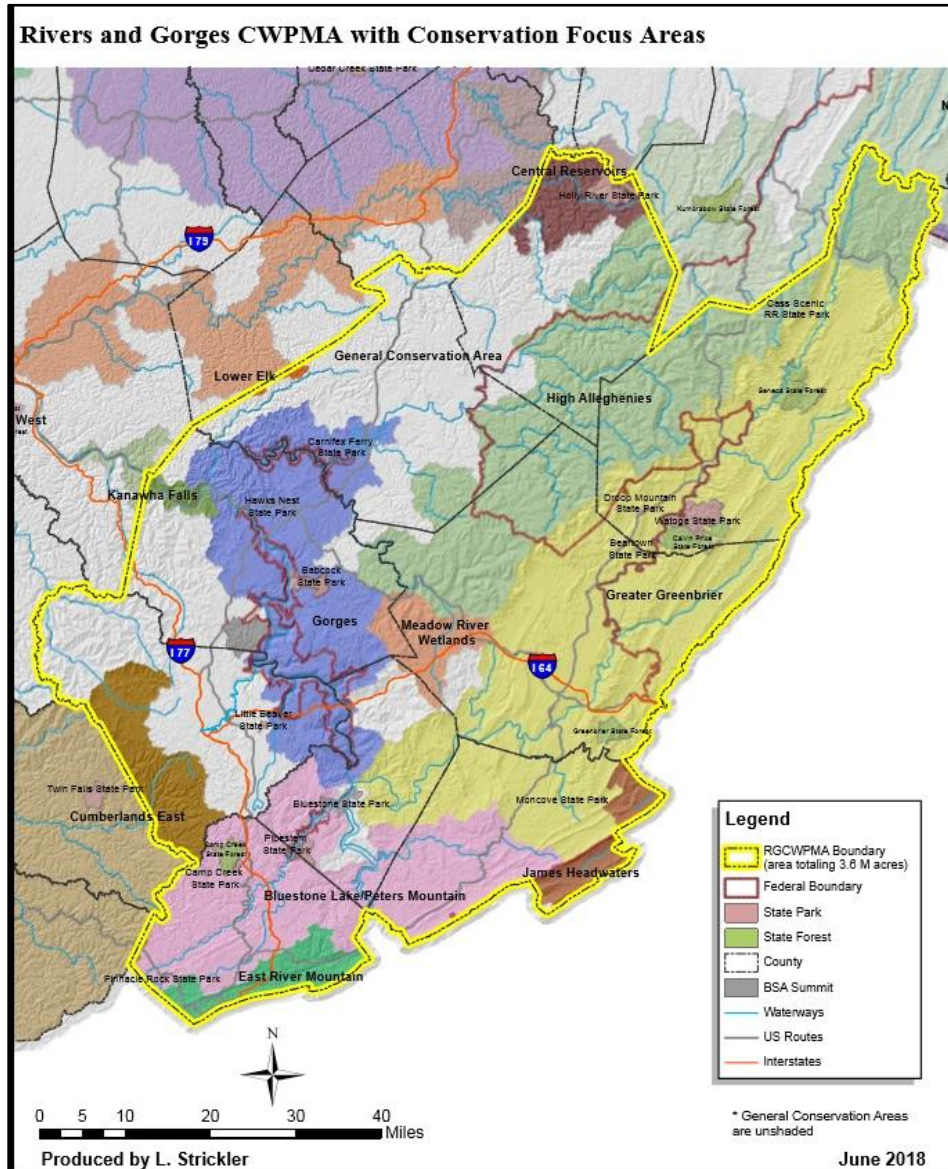 Rivers and Gorges CWPMA with Conservation Focus Areas
Cedar Creek State Park
Central Reservoirs
Holly River State Park
Kumbrabow State Forest
I 79
Cass Scenic
RR State Park
General Conservation Area
Lower Elk
High Alleghenies
Seneca State Forest
West
Carnifex Ferry
State Park
Kanawha Falls
Hawks Nest
State Park
Droop Mountain
State Park
Watoga State Park
Calvin Price
State Forest
Beartown
State Park
Babcock
State Park
Greater Greenbrier
Gorges
Meadow River
Wetlands
I 77
I 64
Little Beaver
State Park
Greenbrier State Forest
Twin Falls State Park
Bluestone State Park
Moncove State Park
Cumberlands East
Camp Creek
State Forest
Pipestem
State Park
Camp Creek
State Park
James Headwaters
Bluestone Lake/Peters Mountain
Pinnacle Rock State Park
East River Mountain
Legend
RGCWPMA Boundary
(area totaling 3.6 M acres)
Federal Boundary
State Park
State Forest
County
BSA Summit
Waterways
US Routes
Interstates
N
0 5 10 20 30 40
Miles
* General Conservation Areas
are unshaded
Produced by L. Strickler
June 2018